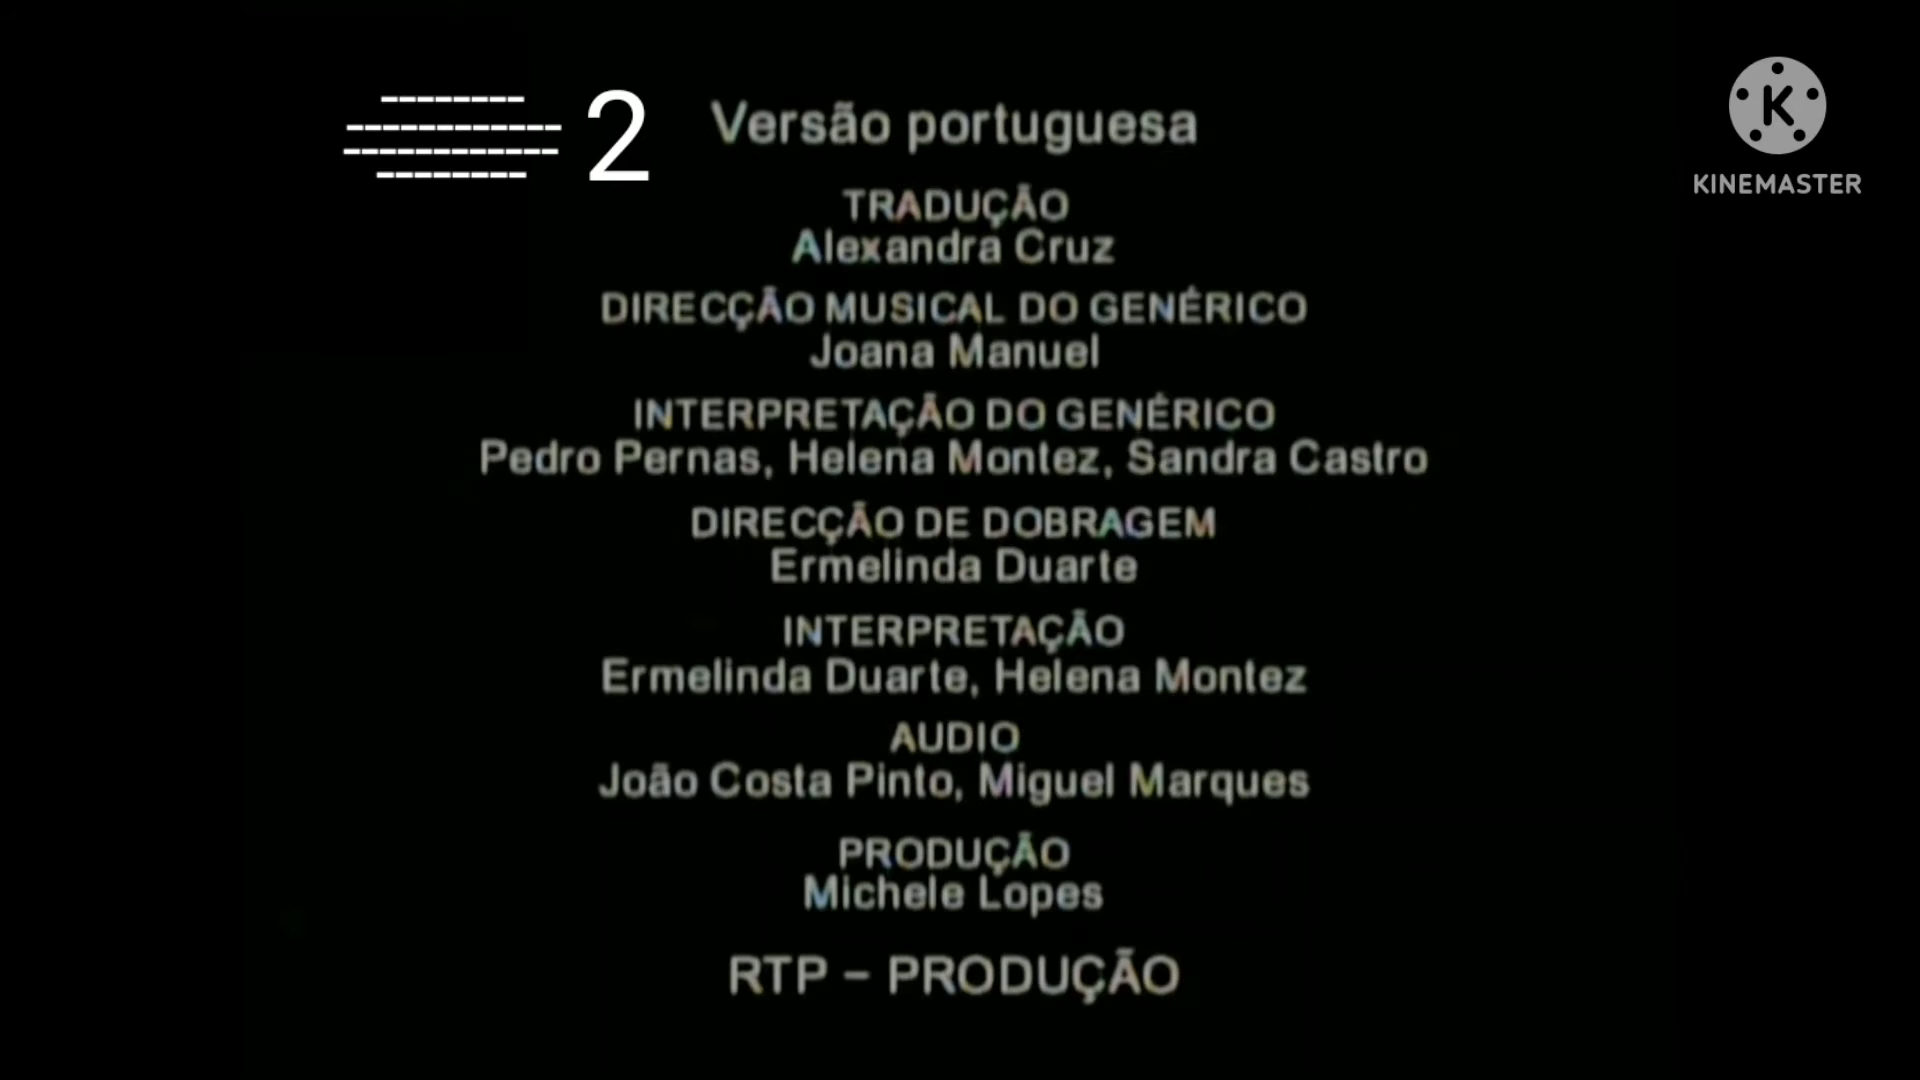 2
Versão portuguesa
KINEMASTER
TRADUÇÃO
Alexandra Cruz
DIRECÇÃO MUSICAL DO GENÉRICO
Joana Manuel
INTERPRETAÇÃO DO GENÉRICO
Pedro Pernas, Helena Montez, Sandra Castro
DIRECÇÃO DE DOBRAGEM
Ermelinda Duarte
INTERPRETAÇÃO
Ermelinda Duarte, Helena Montez
AUDIO
João Costa Pinto, Miguel Marques
PRODUÇÃO
Michele Lopes
RTP – PRODUÇÃO